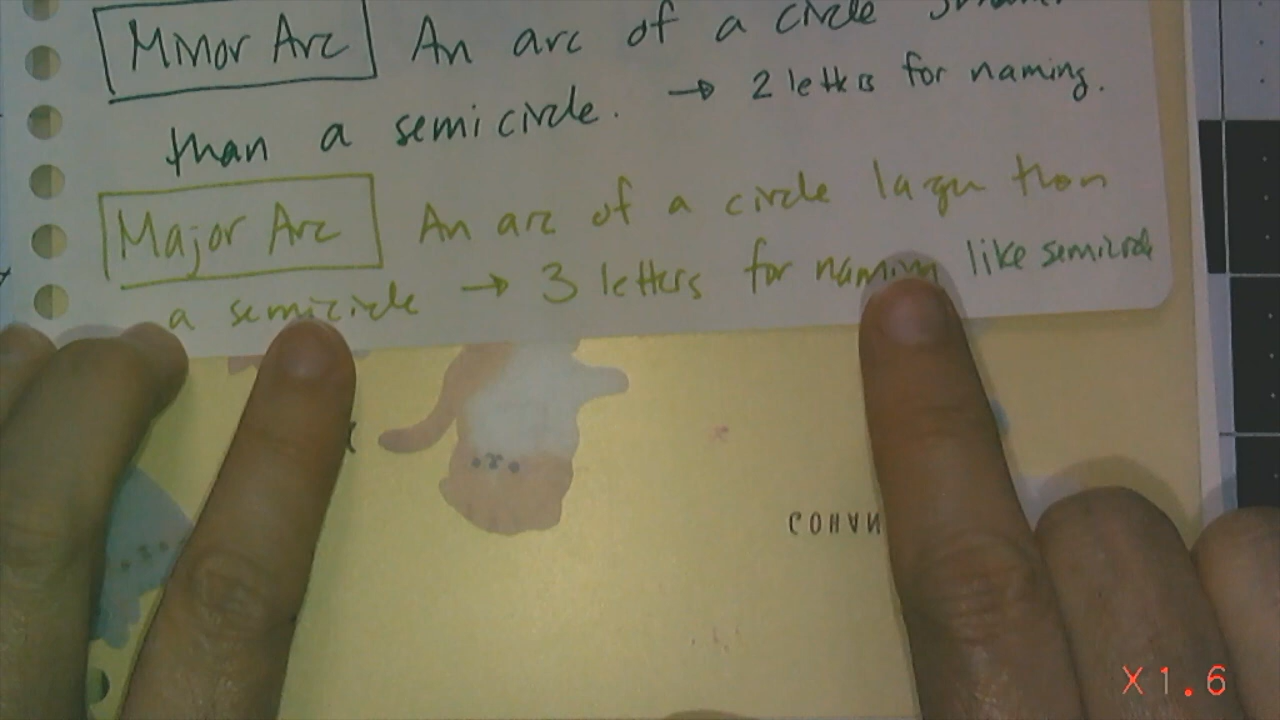 Minor Arc An arc of a circle
than a semicircle. → 2 letters for naming.
Major Arc An arc of a circle larger than
a semicircle → 3 letters for naming like semicircle
X1.6